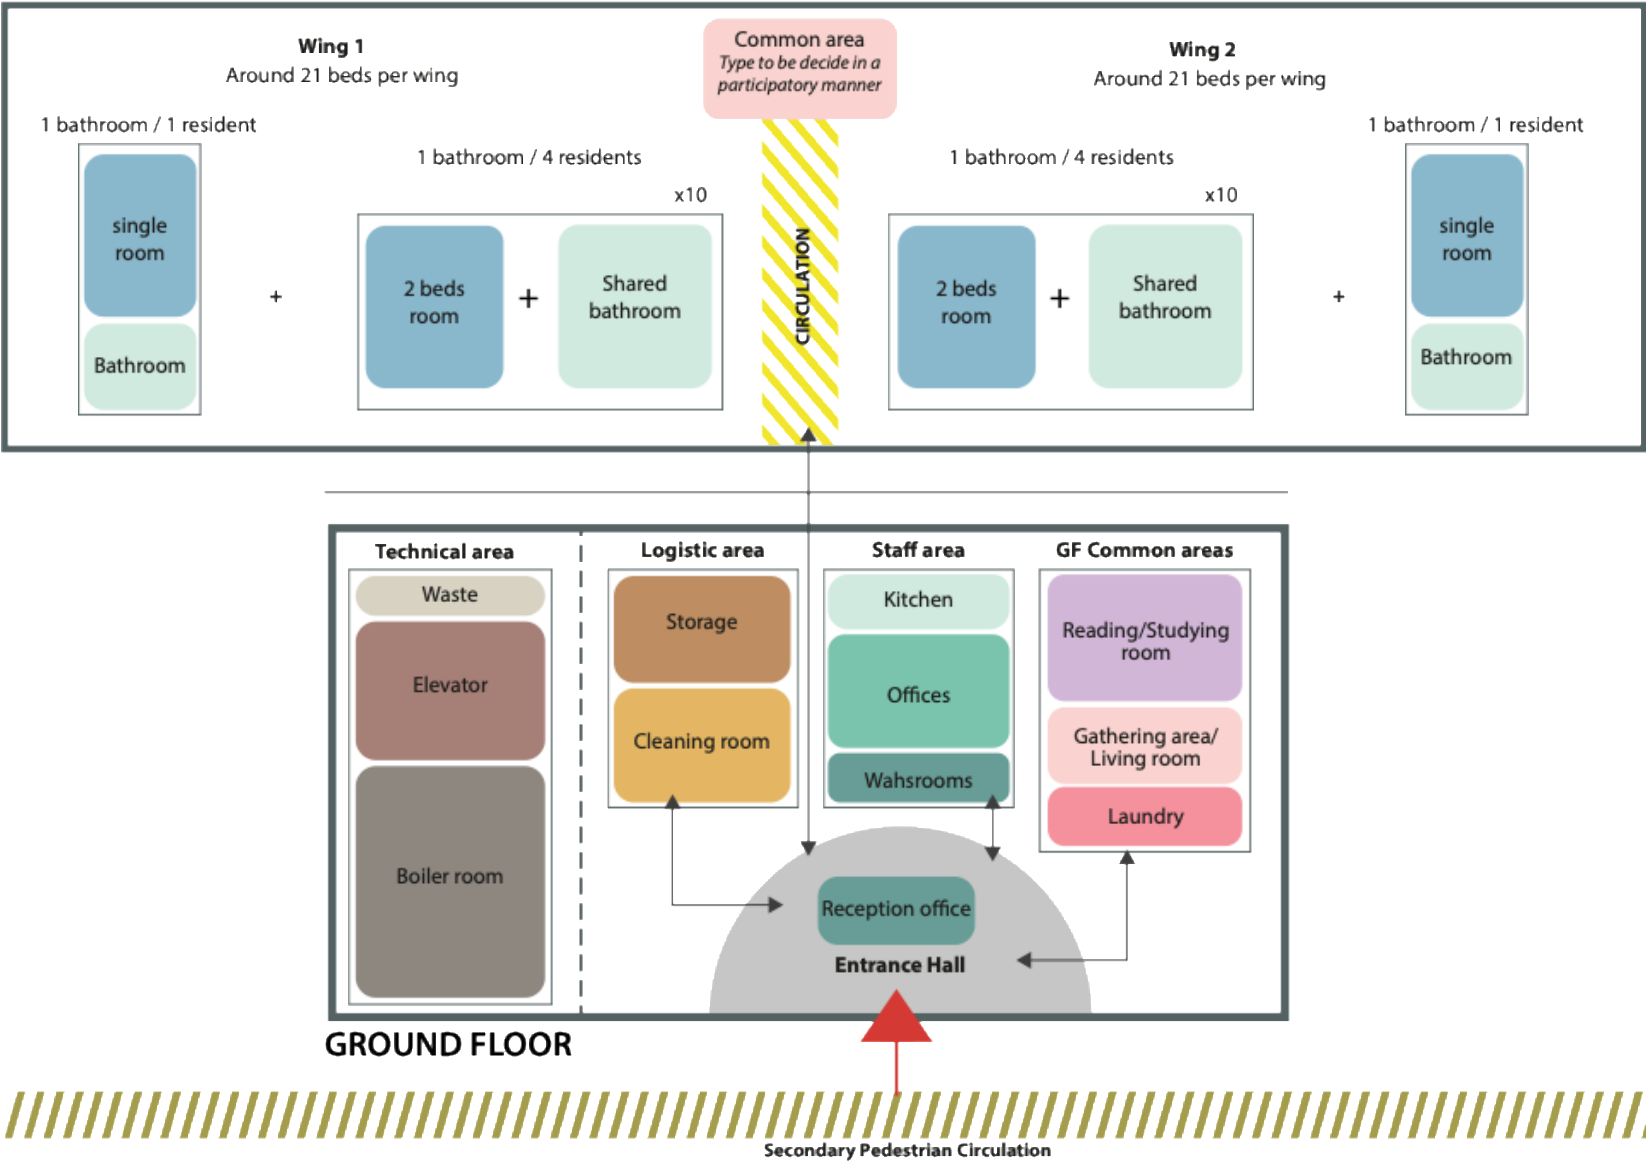 Wing 1
Around 21 beds per wing
1 bathroom / 1 resident
single
room
Bathroom
+
1 bathroom / 4 residents
x10
2 beds
room
+
Shared
bathroom
Common area
Type to be decide in a
participatory manner
CIRCULATION
Wing 2
Around 21 beds per wing
1 bathroom / 4 residents
x10
2 beds
room
+
Shared
bathroom
+
1 bathroom / 1 resident
single
room
Bathroom
Technical area
Waste
Elevator
Boiler room
Logistic area
Storage
Cleaning room
Staff area
Kitchen
Offices
Wahsrooms
GF Common areas
Reading/Studying
room
Gathering area/
Living room
Laundry
Reception office
Entrance Hall
GROUND FLOOR
Secondary Pedestrian Circulation